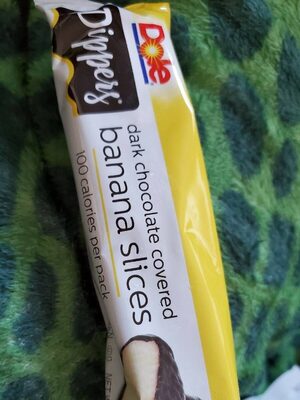 Dole
Dippers
dark chocolate covered
banana slices
100 calories per pack